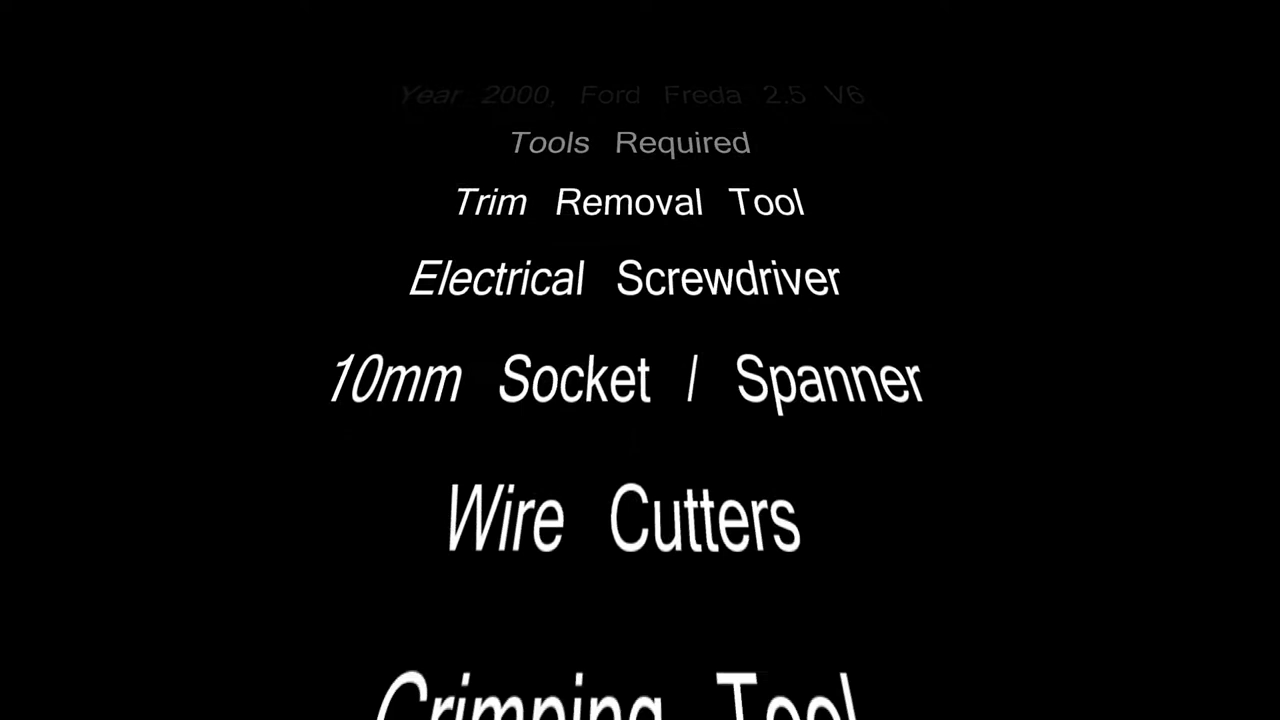 Year 2000, Ford Freda 2.5 V6
Tools Required
Trim Removal Tool
Electrical Screwdriver
10mm Socket / Spanner
Wire Cutters
Crimping Tool